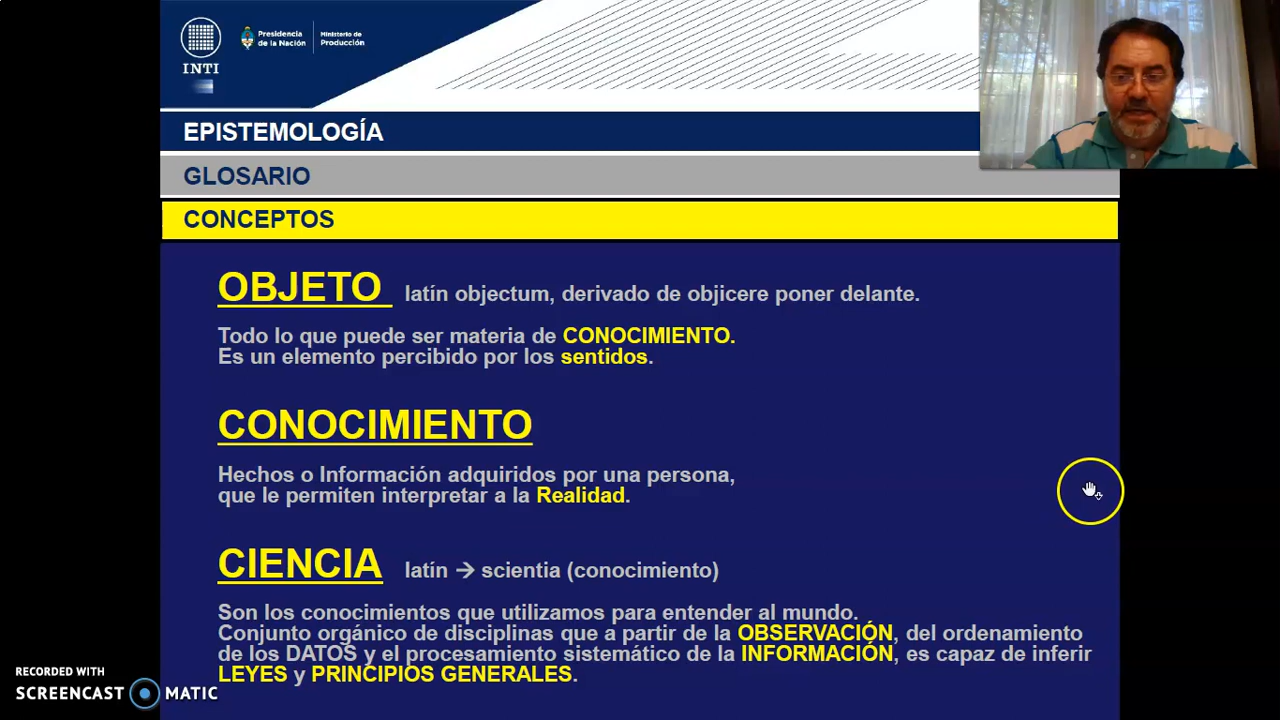 INTI
Presidencia
de la Nación
Ministerio de
Producción
EPISTEMOLOGÍA
GLOSARIO
CONCEPTOS
OBJETO latín objectum, derivado de objicere poner delante.
Todo lo que puede ser materia de CONOCIMIENTO.
Es un elemento percibido por los sentidos.
CONOCIMIENTO
Hechos o Información adquiridos por una persona,
que le permiten interpretar a la Realidad.
CIENCIA latín → scientia (conocimiento)
Son los conocimientos que utilizamos para entender al mundo.
Conjunto orgánico de disciplinas que a partir de la OBSERVACIÓN, del ordenamiento
de los DATOS y el procesamiento sistemático de la INFORMACIÓN, es capaz de inferir
LEYES y PRINCIPIOS GENERALES.
RECORDED WITH
SCREENCAST MATIC